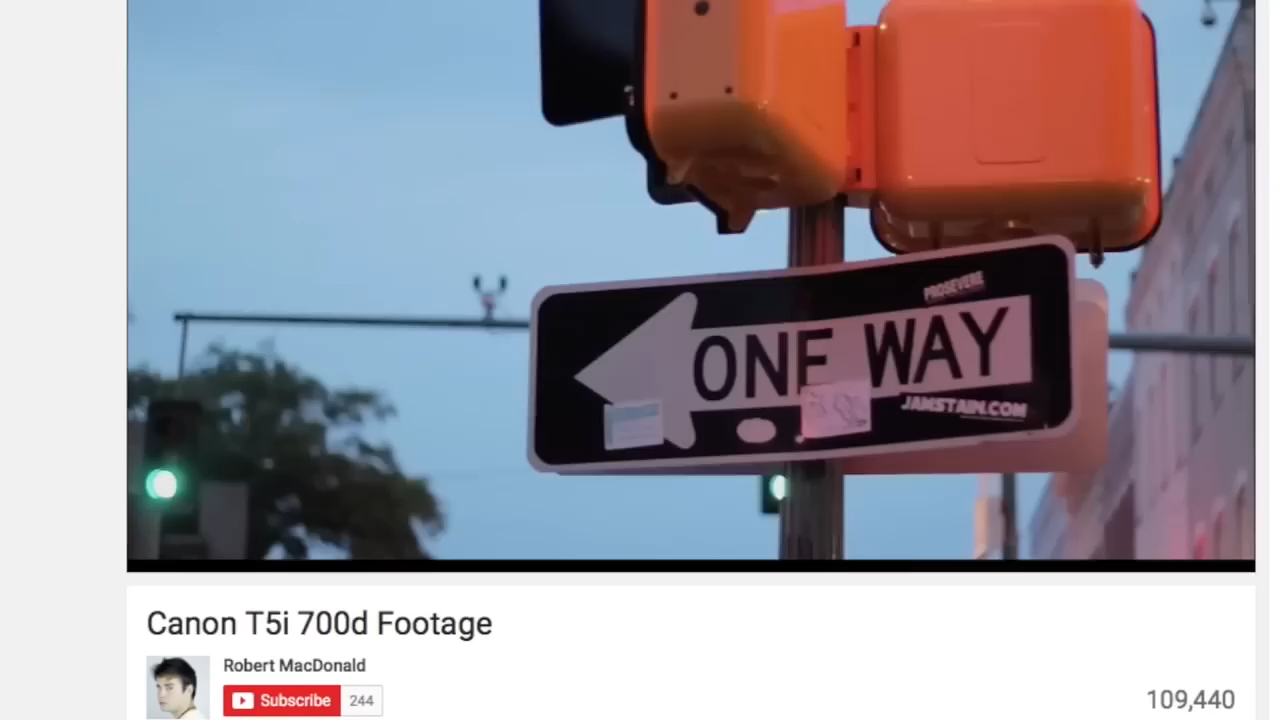 PROSEVERE
ONE WAY
JAMSTAIN.COM
Canon T5i 700d Footage
Robert MacDonald
Subscribe 244
109,440